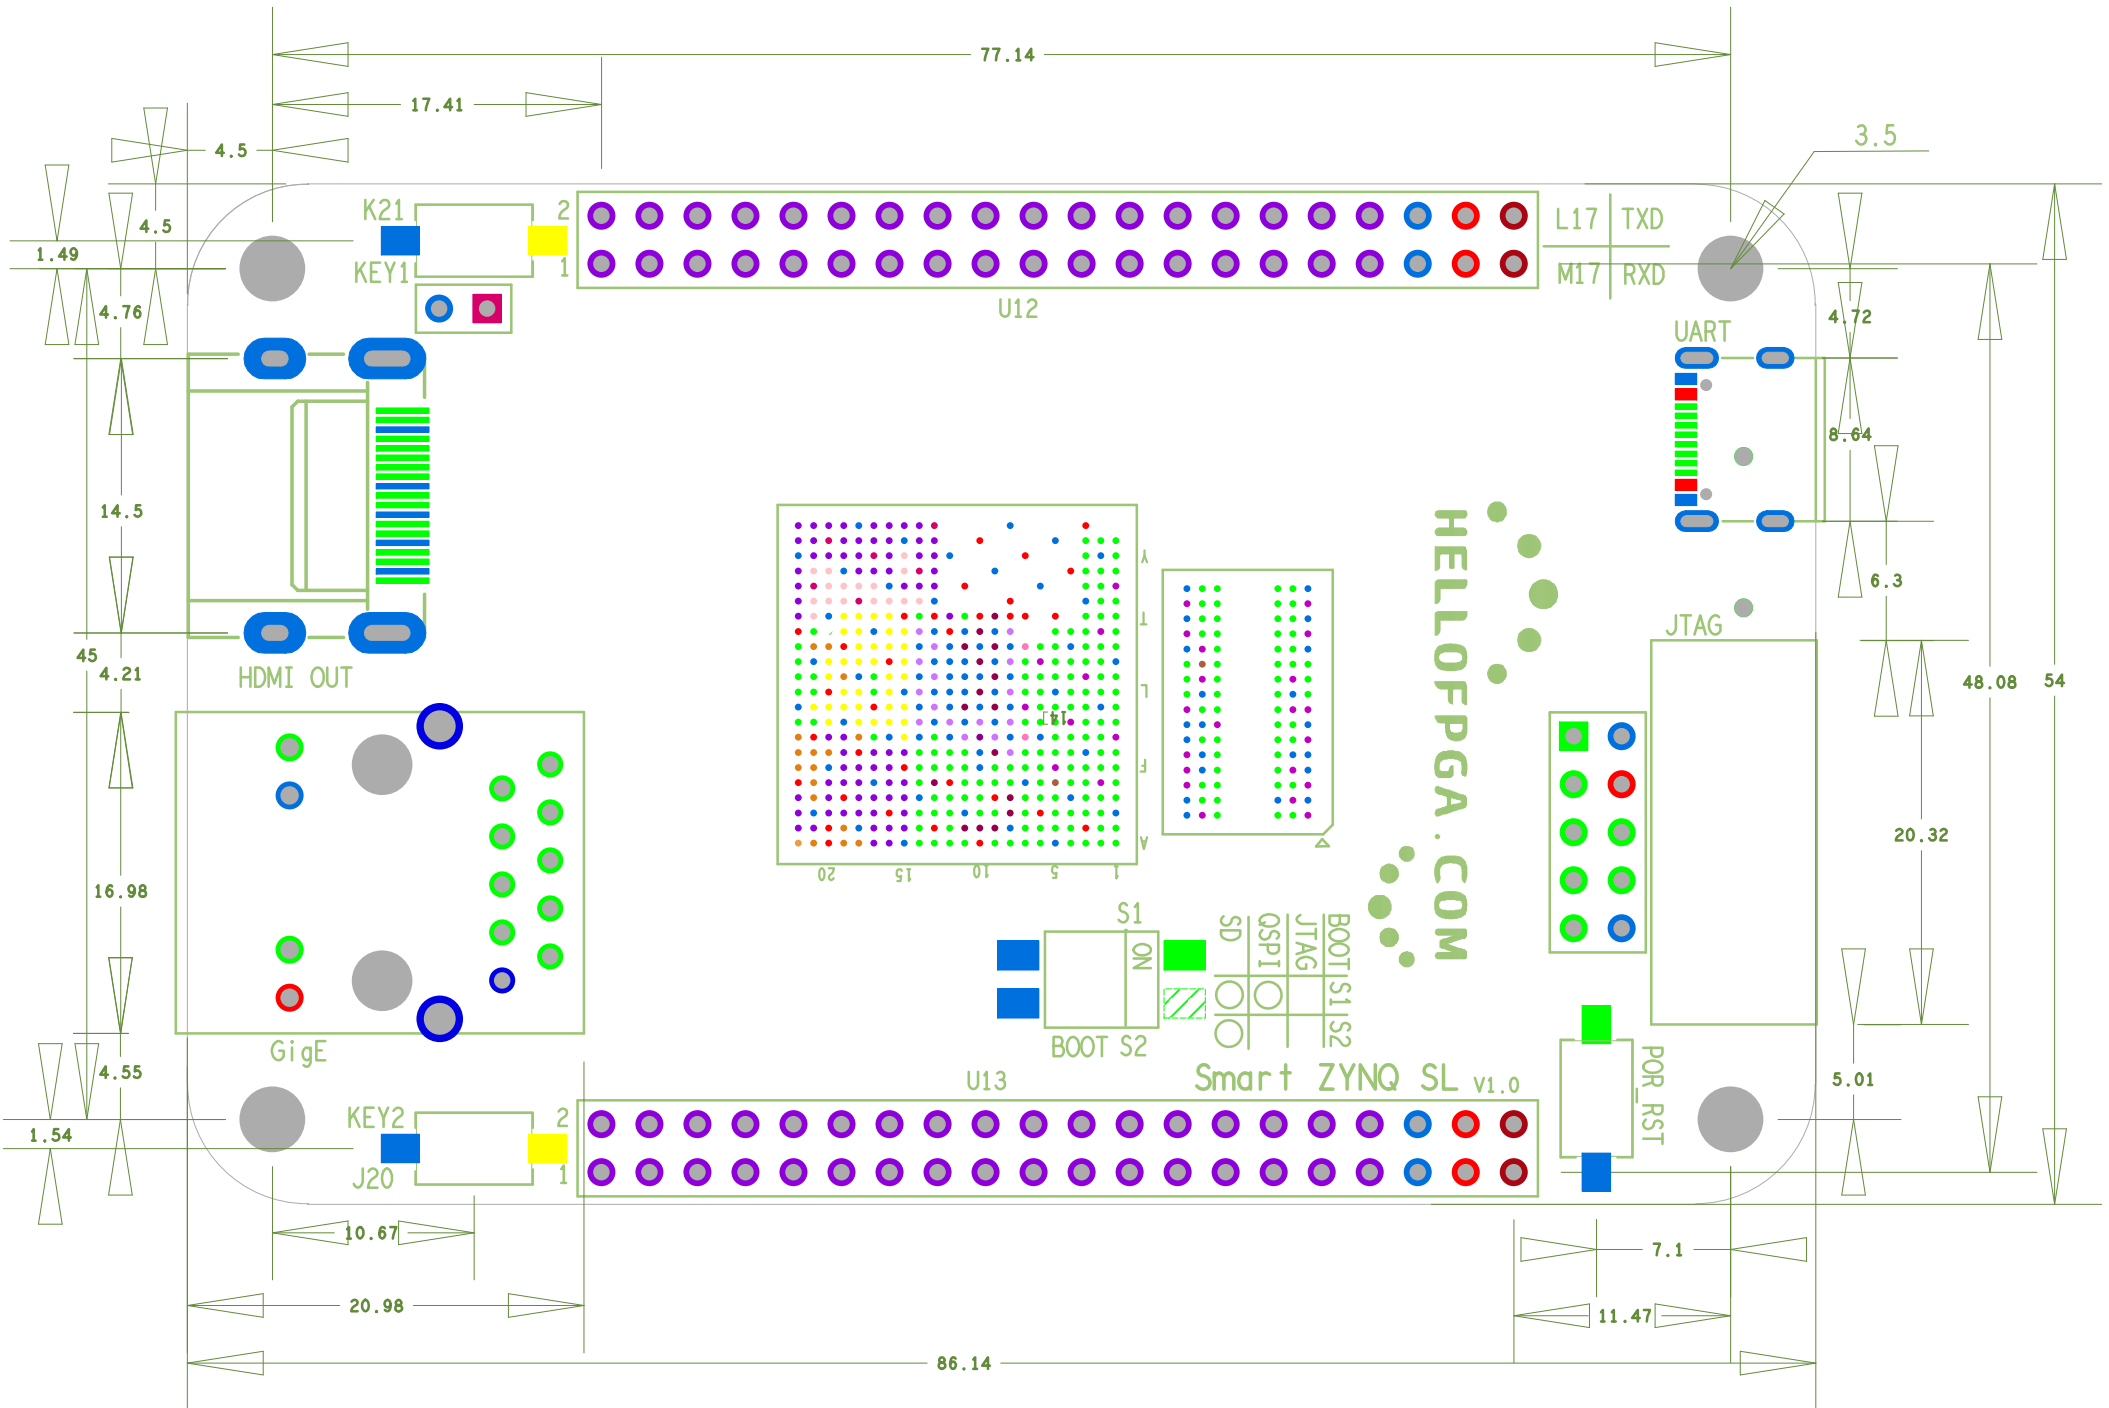 77.14
17.41
4.5
3.5
K21
2
L17 TXD
4.5
1.49
KEY1
1
M17 RXD
4.76
U12
4.72
UART
8.64
14.5
Y
6.3
T
JTAG
45
4.21
HDMI OUT
L
48.08
54
14
HELLOFPGA.COM
F
20.32
A
20 15 10 5 1
16.98
S1
ON
SD
QSPI
JTAG
BOOT S1 S2
GigE
BOOT S2
4.55
U13
Smart ZYNQ SL V1.0
POR_RST
5.01
KEY2
2
1.54
J20
1
10.67
7.1
20.98
11.47
86.14